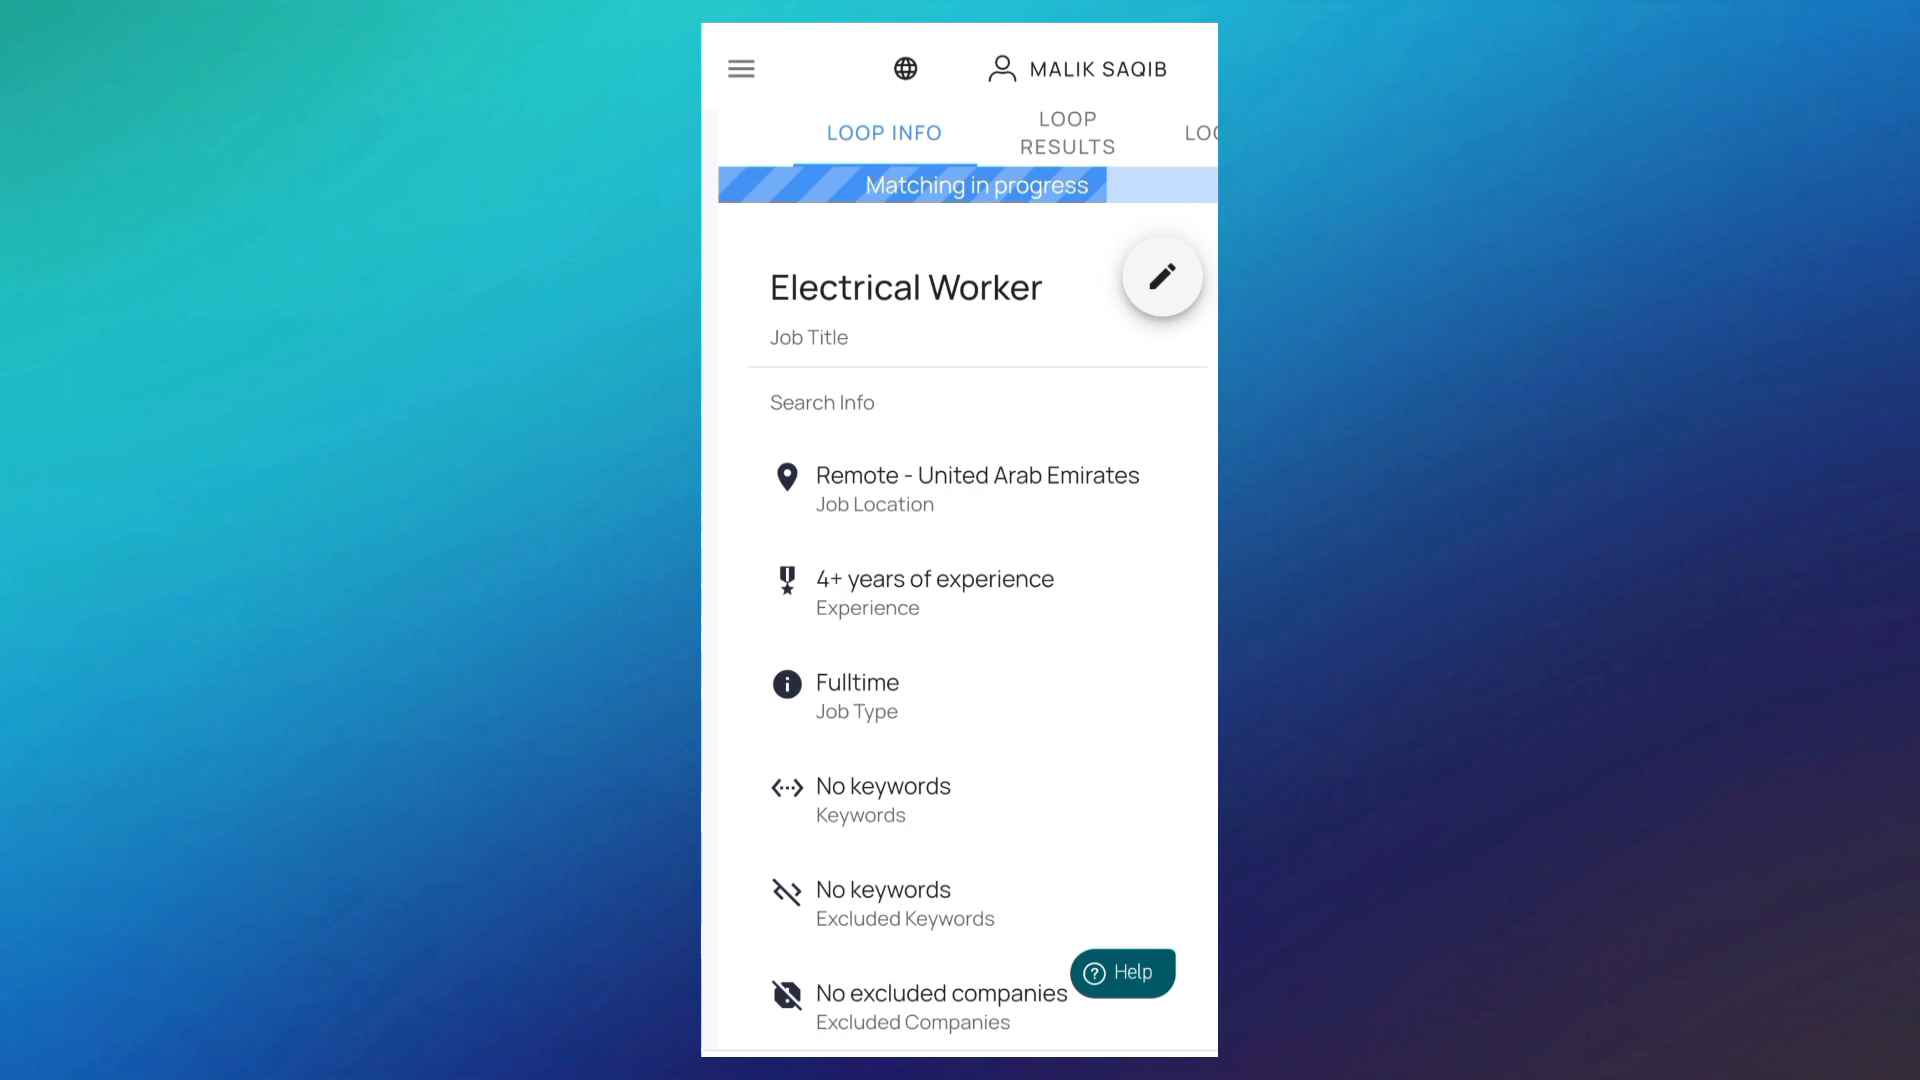 MALIK SAQIB
LOOP INFO
LOOP
RESULTS
Matching in progress
Electrical Worker
Job Title
Search Info
Remote - United Arab Emirates
Job Location
4+ years of experience
Experience
Fulltime
Job Type
No keywords
Keywords
No keywords
Excluded Keywords
Help
No excluded companies
Excluded Companies